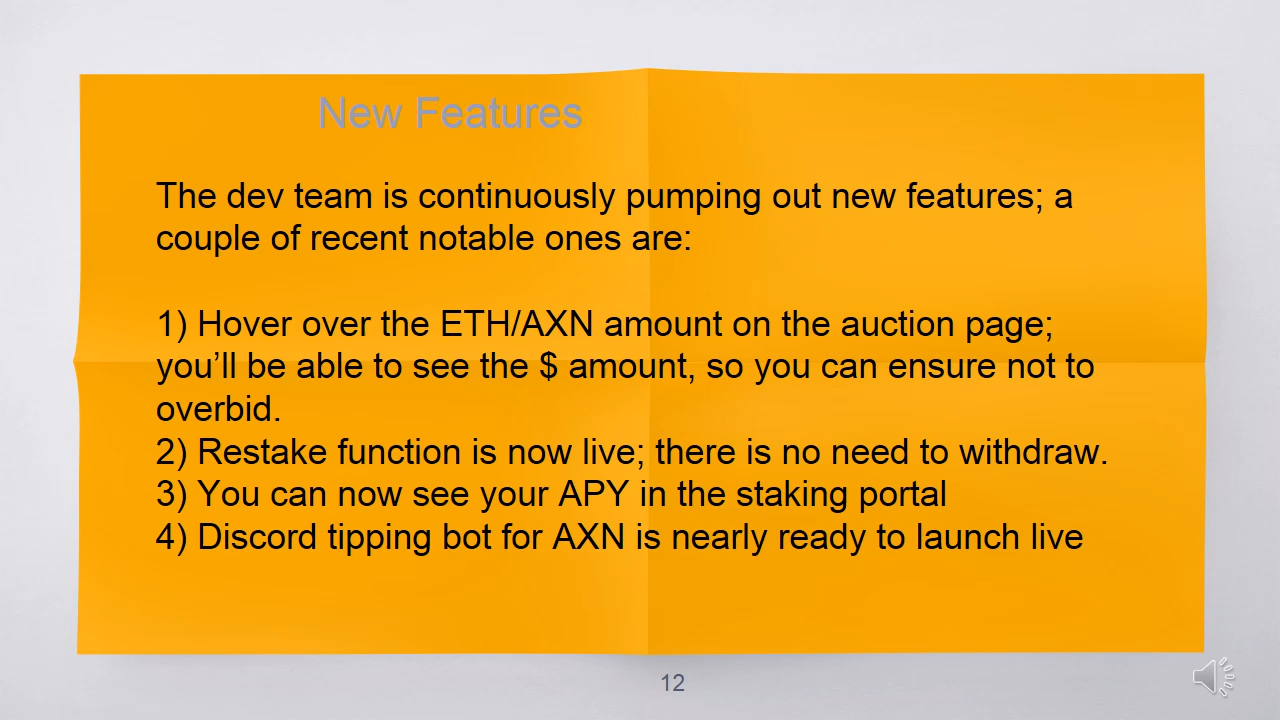 New Features
The dev team is continuously pumping out new features; a
couple of recent notable ones are:
1) Hover over the ETH/AXN amount on the auction page;
you’ll be able to see the $ amount, so you can ensure not to
overbid.
2) Restake function is now live; there is no need to withdraw.
3) You can now see your APY in the staking portal
4) Discord tipping bot for AXN is nearly ready to launch live
12